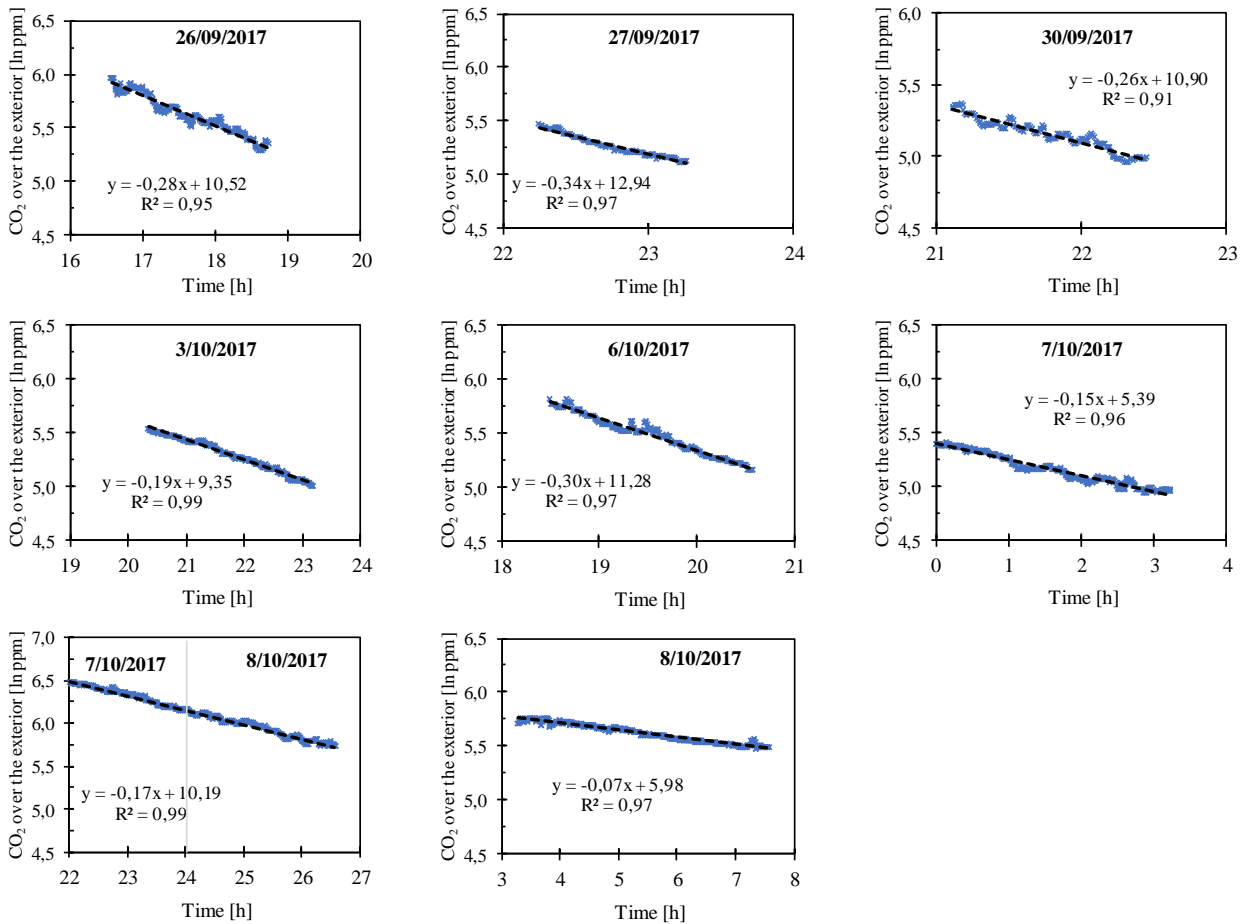 6,5
6,0
5,5
5,0
4,5
CO₂ over the exterior [ln ppm]
26/09/2017
y = -0,28x + 10,52
R² = 0,95
16 17 18 19 20
Time [h]
6,5
6,0
5,5
5,0
4,5
CO₂ over the exterior [ln ppm]
27/09/2017
y = -0,34x + 12,94
R² = 0,97
22 23 24
Time [h]
6,0
5,5
5,0
4,5
CO₂ over the exterior [ln ppm]
30/09/2017
y = -0,26x + 10,90
R² = 0,91
21 22 23
Time [h]
6,5
6,0
5,5
5,0
4,5
CO₂ over the exterior [ln ppm]
3/10/2017
y = -0,19x + 9,35
R² = 0,99
19 20 21 22 23 24
Time [h]
6,5
6,0
5,5
5,0
4,5
CO₂ over the exterior [ln ppm]
6/10/2017
y = -0,30x + 11,28
R² = 0,97
18 19 20 21
Time [h]
6,5
6,0
5,5
5,0
4,5
CO₂ over the exterior [ln ppm]
7/10/2017
y = -0,15x + 5,39
R² = 0,96
0 1 2 3 4
Time [h]
7,0
6,5
6,0
5,5
5,0
4,5
CO₂ over the exterior [ln ppm]
7/10/2017 8/10/2017
y = -0,17x + 10,19
R² = 0,99
22 23 24 25 26 27
Time [h]
6,5
6,0
5,5
5,0
4,5
CO₂ over the exterior [ln ppm]
8/10/2017
y = -0,07x + 5,98
R² = 0,97
3 4 5 6 7 8
Time [h]